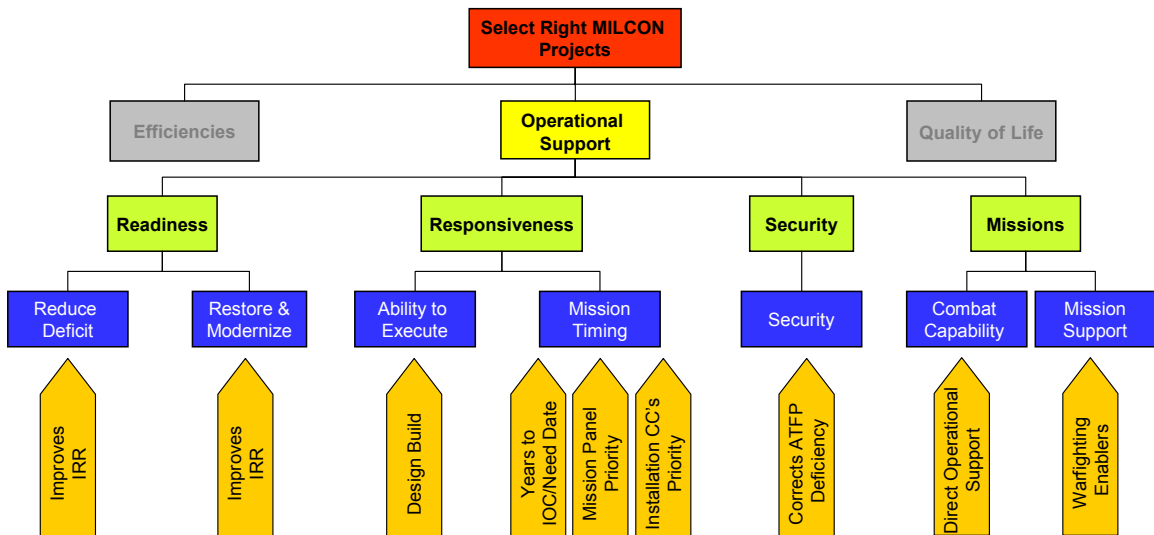 Select Right MILCON
Projects
Efficiencies
Operational
Support
Quality of Life
Readiness
Responsiveness
Security
Missions
Reduce
Deficit
Restore &
Modernize
Ability to
Execute
Mission
Timing
Security
Combat
Capability
Mission
Support
Improves
IRR
Improves
IRR
Design Build
Years to
IOC/Need Date
Mission Panel
Priority
Installation CC's
Priority
Corrects ATFP
Deficiency
Direct Operational
Support
Warfighting
Enablers